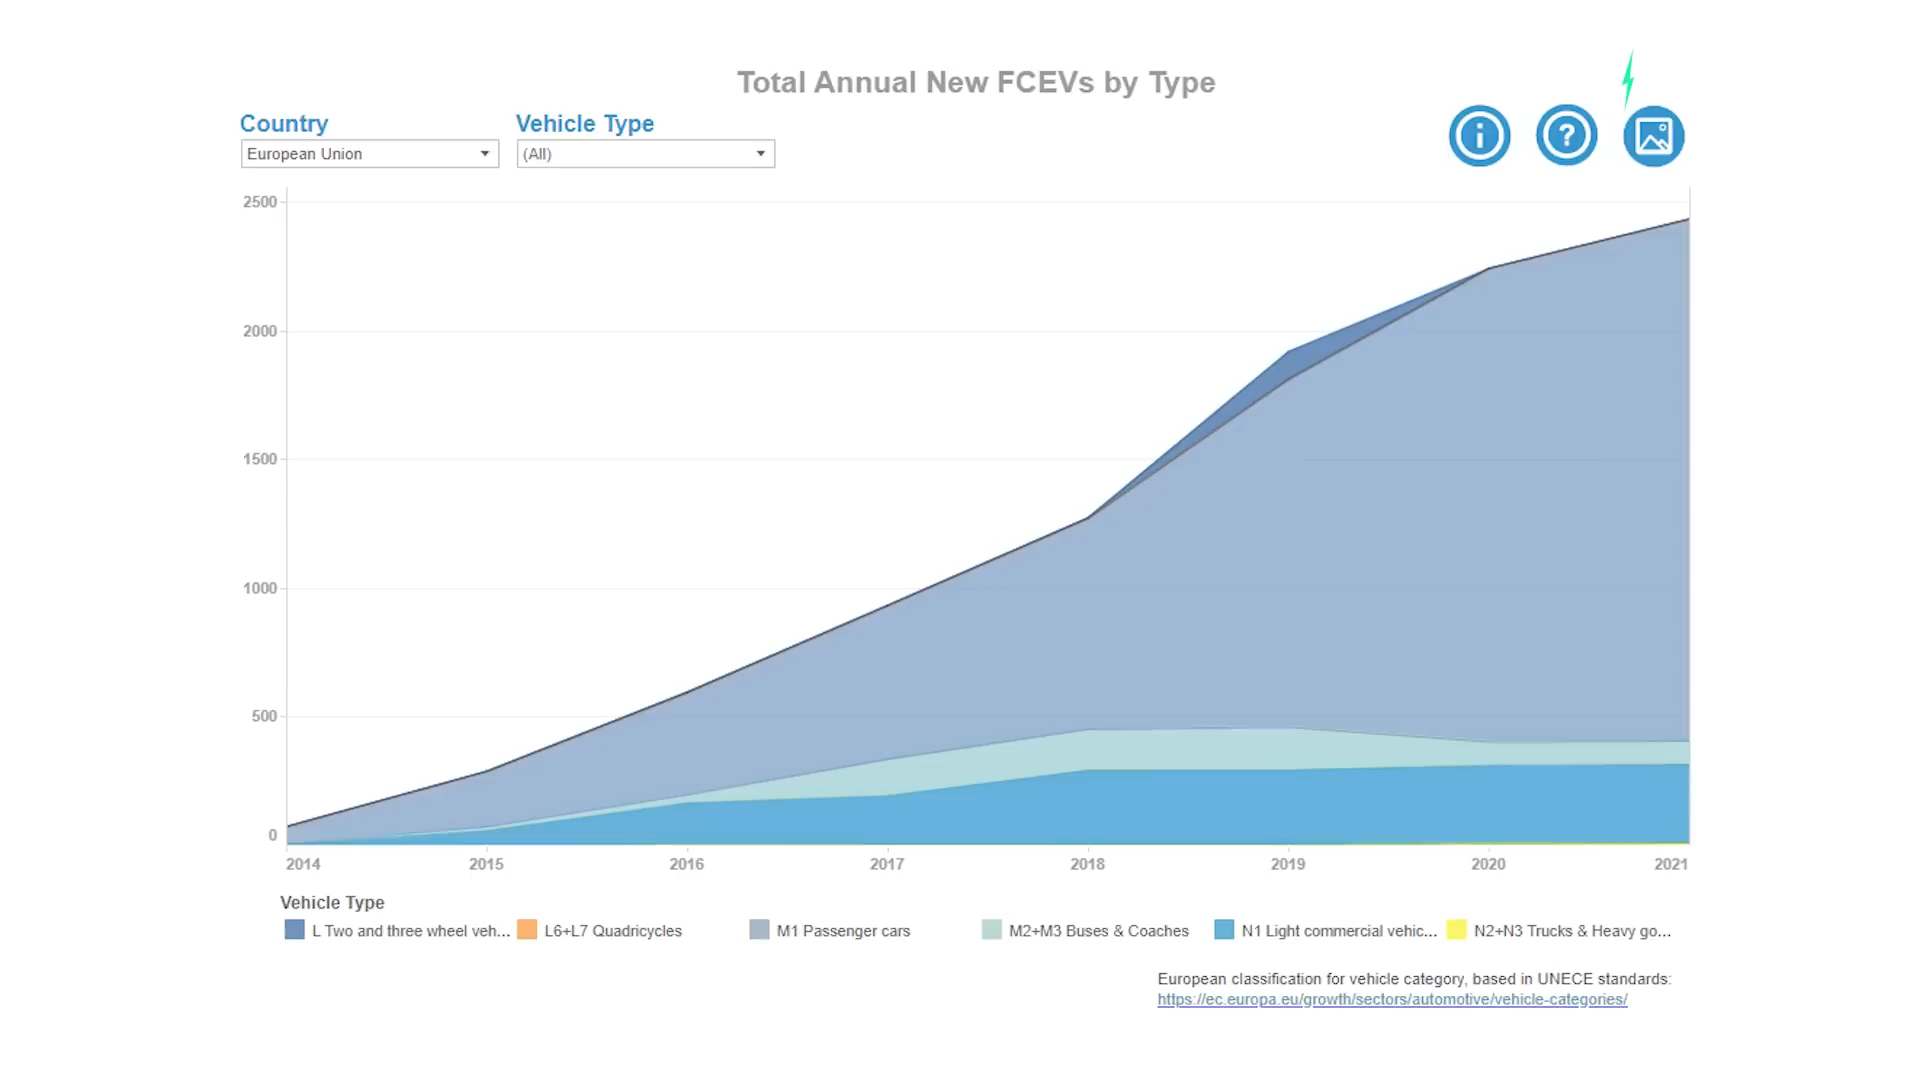 Total Annual New FCEVs by Type
Country
Vehicle Type
European Union
(All)
2500
2000
1500
1000
500
0
2014
2015
2016
2017
2018
2019
2020
2021
Vehicle Type
L Two and three wheel veh...
L6+L7 Quadricycles
M1 Passenger cars
M2+M3 Buses & Coaches
N1 Light commercial vehic...
N2+N3 Trucks & Heavy go...
European classification for vehicle category, based in UNECE standards:
https://ec.europa.eu/growth/sectors/automotive/vehicle-categories/